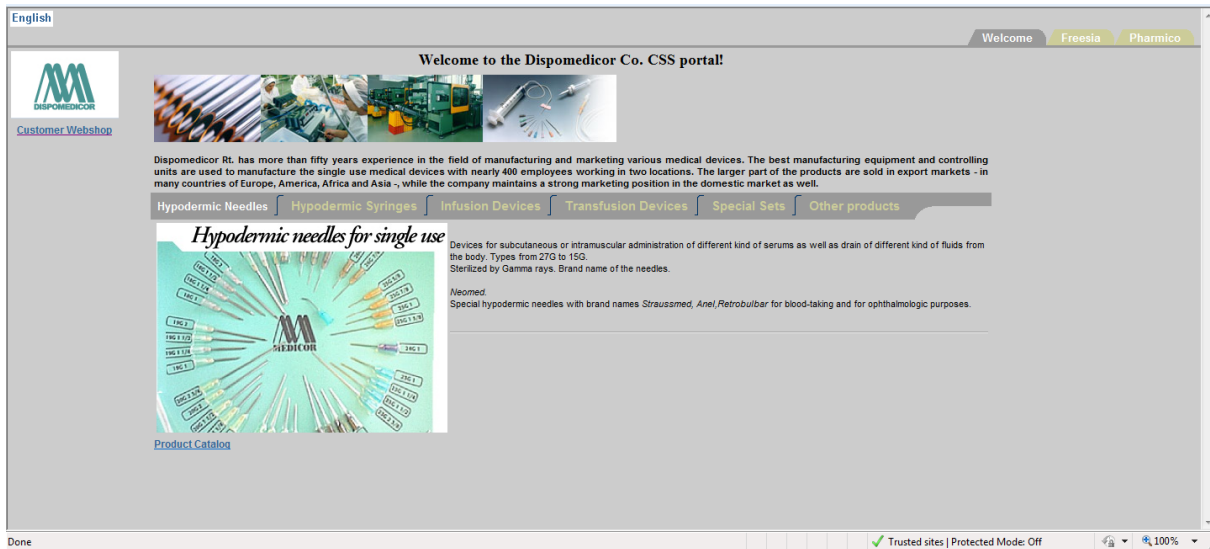 English
Welcome Freesia Pharmico
Welcome to the Dispomedicor Co. CSS portal!
DISPOMEDICOR
Customer Webshop
Dispomedicor Rt. has more than fifty years experience in the field of manufacturing and marketing various medical devices. The best manufacturing equipment and controlling
units are used to manufacture the single use medical devices with nearly 400 employees working in two locations. The larger part of the products are sold in export markets - in
many countries of Europe, America, Africa and Asia -, while the company maintains a strong marketing position in the domestic market as well.
Hypodermic Needles Hypodermic Syringes Infusion Devices Transfusion Devices Special Sets Other products
Hypodermic needles for single use
MEDICOR
Devices for subcutaneous or intramuscular administration of different kind of serums as well as drain of different kind of fluids from
the body. Types from 27G to 15G.
Sterilized by Gamma rays. Brand name of the needles.
Neomed.
Special hypodermic needles with brand names Straussmed, Anel,Retrobulbar for blood-taking and for ophthalmologic purposes.
Product Catalog
Done
Trusted sites | Protected Mode: Off
100%